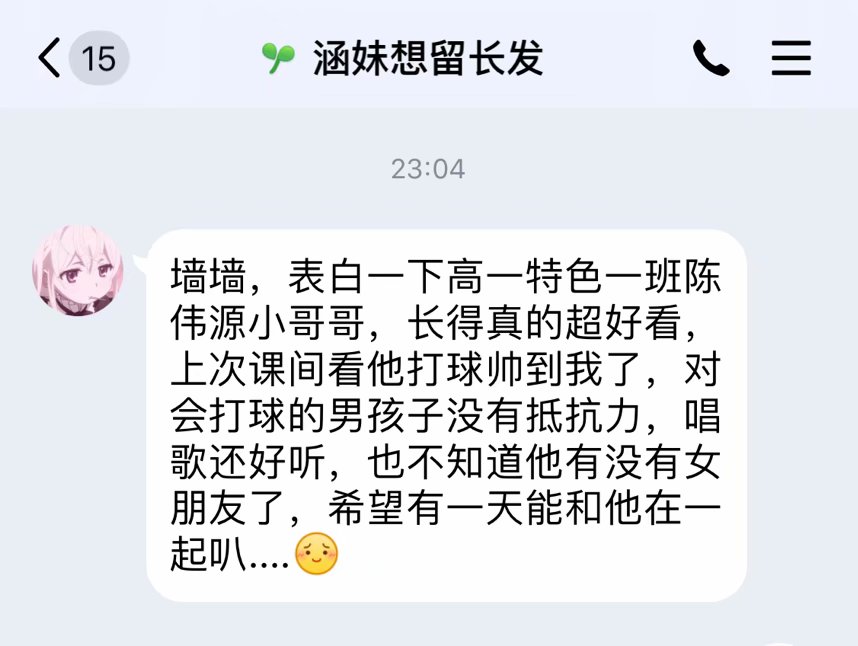 15
涵妹想留长发
23:04
墙墙，表白一下高一特色一班陈
伟源小哥哥，长得真的超好看，
上次课间看他打球帅到我了，对
会打球的男孩子没有抵抗力，唱
歌还好听，也不知道他有没有女
朋友了，希望有一天能和他在一
起叭....